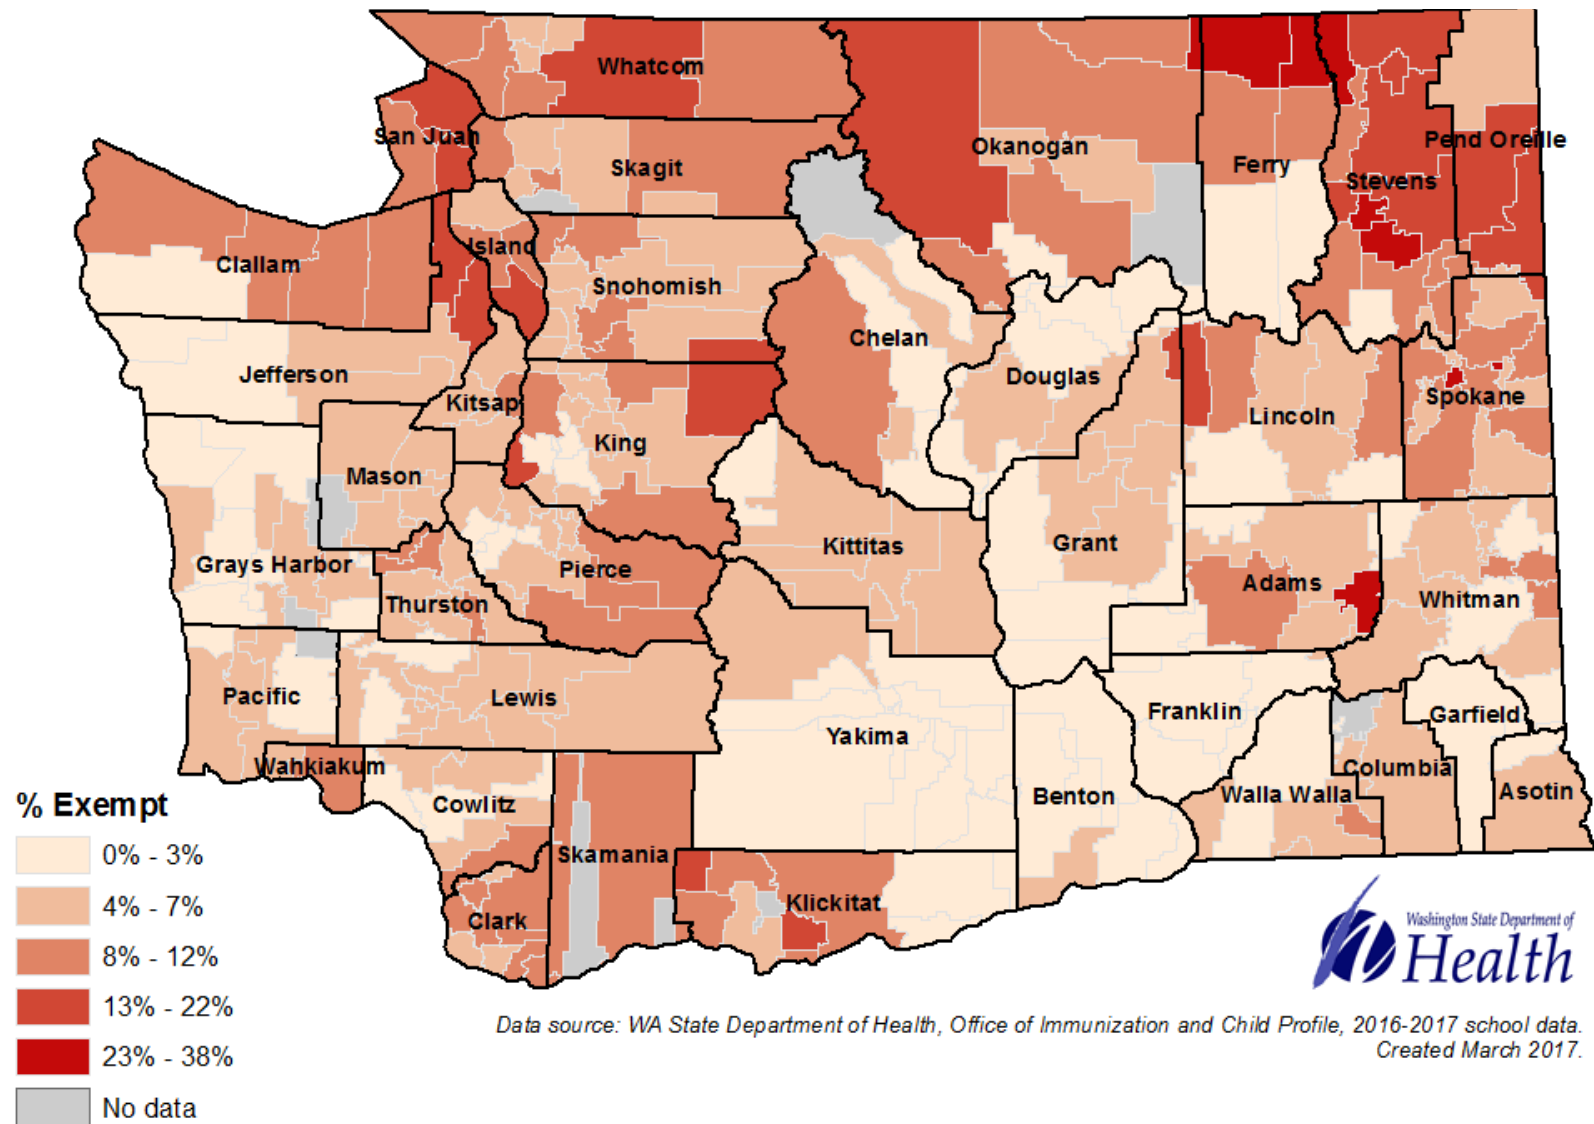 Whatcom
San Juan
Skagit
Okanogan
Ferry
Pend Oreille
Stevens
Island
Clallam
Snohomish
Chelan
Jefferson
Douglas
Kitsap
Spokane
Lincoln
King
Mason
Grant
Kittitas
Grays Harbor
Pierce
Adams
Thurston
Whitman
Pacific
Lewis
Franklin
Garfield
Yakima
Wahkiakum
Columbia
Asotin
Benton
Walla Walla
Cowlitz
Skamania
Klickitat
Clark
% Exempt
0% - 3%
4% - 7%
8% - 12%
13% - 22%
23% - 38%
No data
Washington State Department of
Health
Data source: WA State Department of Health, Office of Immunization and Child Profile, 2016-2017 school data.
Created March 2017.